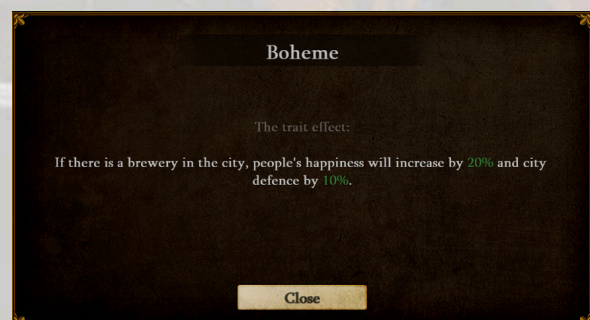 Boheme
The trait effect:
If there is a brewery in the city, people's happiness will increase by 20% and city
defence by 10%.
Close